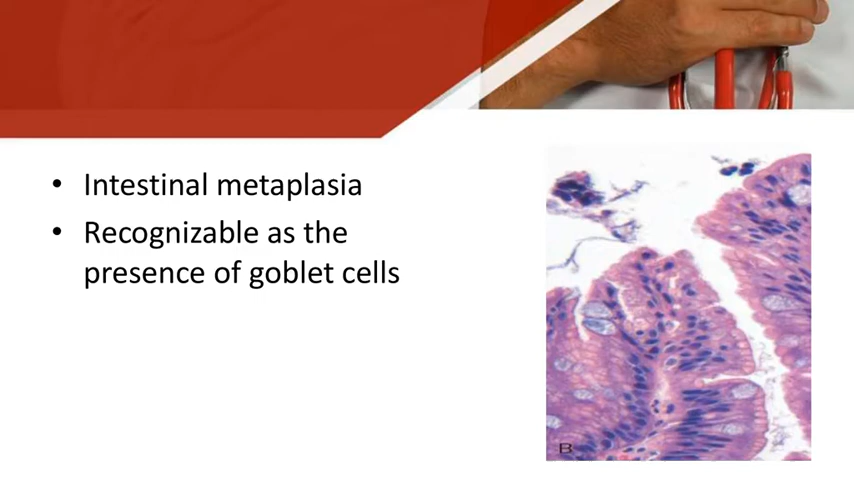 • Intestinal metaplasia
• Recognizable as the
presence of goblet cells
B